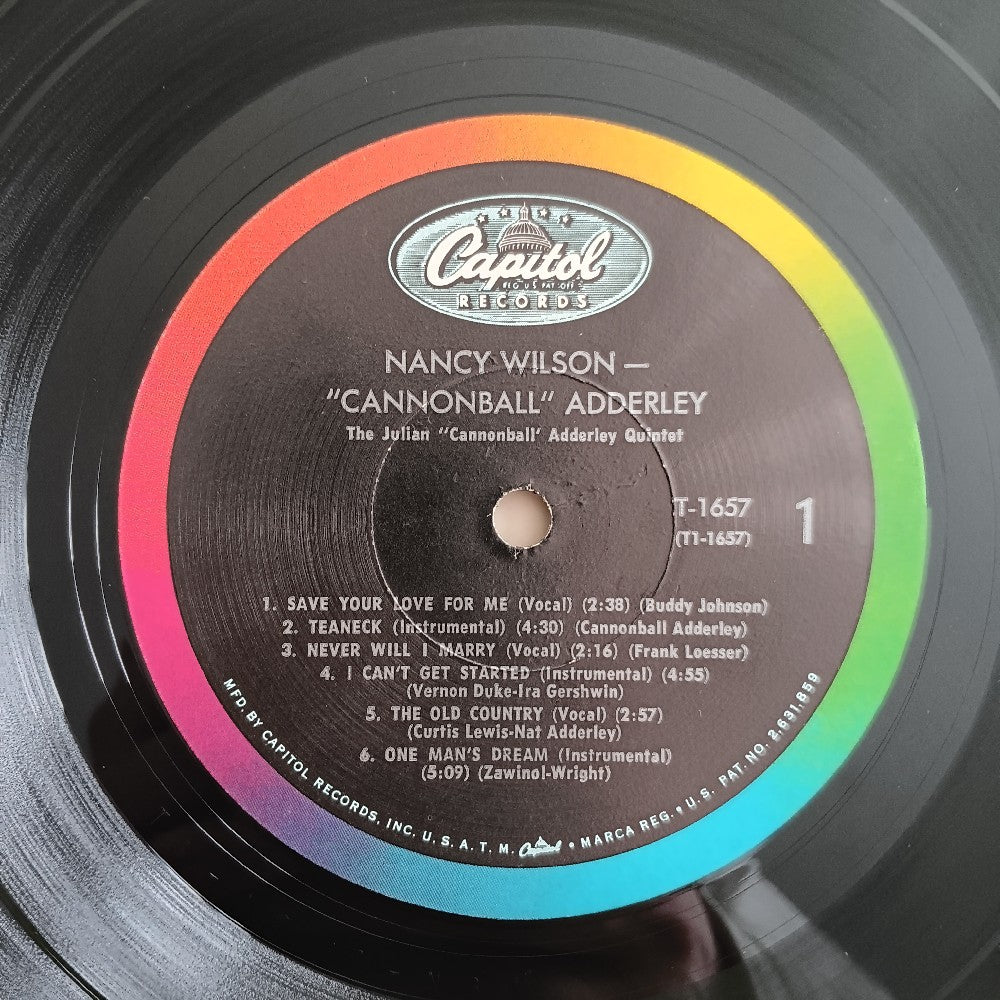 Capitol
REG. U.S. PAT. OFF.
RECORDS
NANCY WILSON —
"CANNONBALL" ADDERLEY
The Julian "Cannonball" Adderley Quintet
T-1657
(T1-1657)
1
1. SAVE YOUR LOVE FOR ME (Vocal) (2:38) (Buddy Johnson)
2. TEANECK (Instrumental) (4:30) (Cannonball Adderley)
3. NEVER WILL I MARRY (Vocal) (2:16) (Frank Loesser)
4. I CAN'T GET STARTED (Instrumental) (4:55)
(Vernon Duke-Ira Gershwin)
5. THE OLD COUNTRY (Vocal) (2:57)
(Curtis Lewis-Nat Adderley)
6. ONE MAN'S DREAM (Instrumental)
(5:09) (Zawinol-Wright)
MFD. BY CAPITOL RECORDS, INC. U.S.A. T.M. Capitol • MARCA REG. • U.S. PAT. NO. 2,631,859